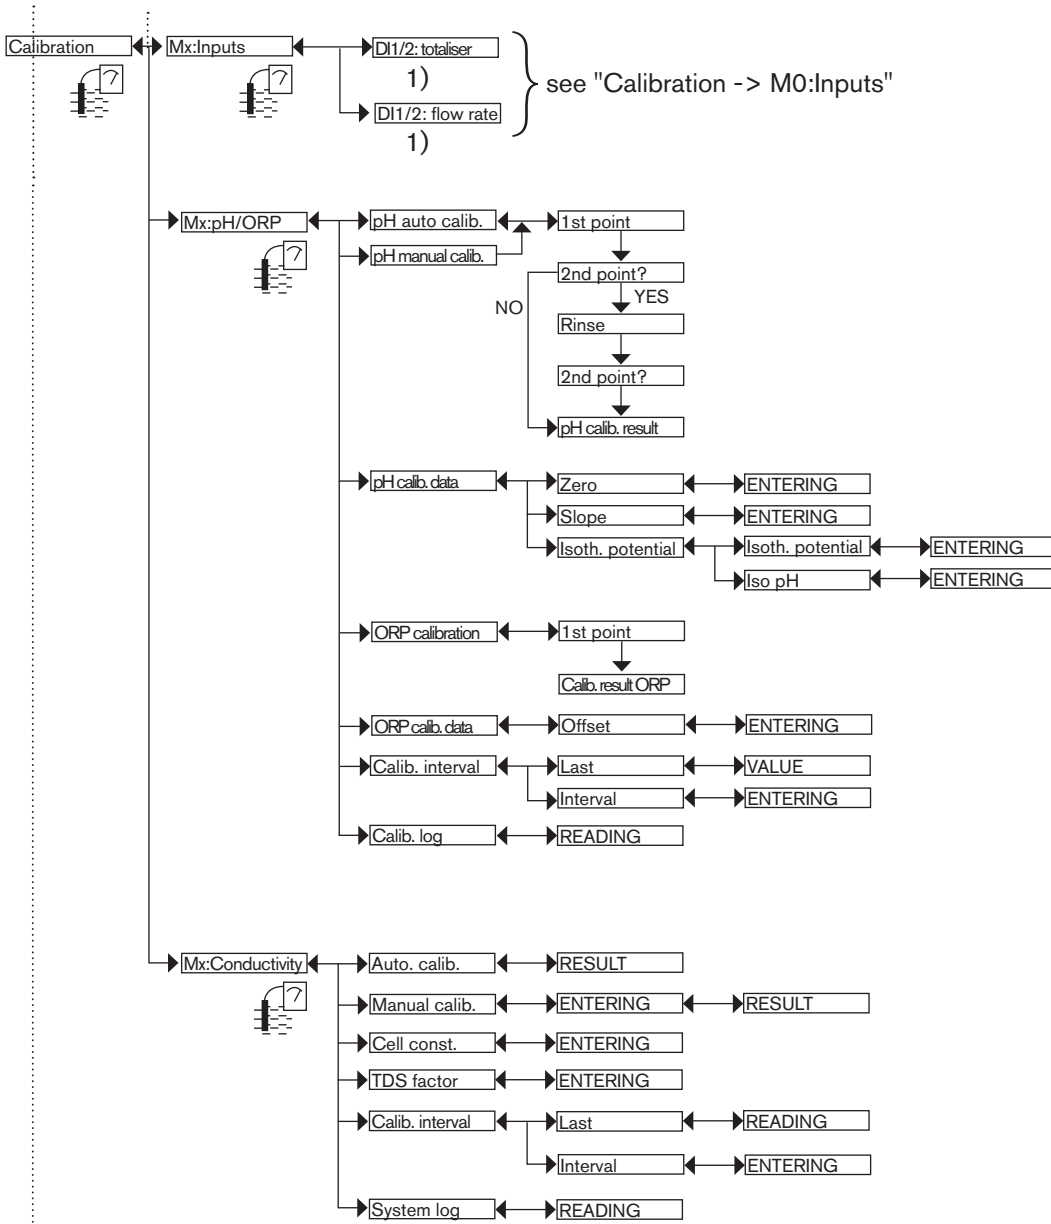 Calibration
Mx:Inputs
DI1/2: totaliser
1)
DI1/2: flow rate
1)
see "Calibration -> M0:Inputs"
Mx:pH/ORP
pH auto calib.
1st point
pH manual calib.
2nd point?
NO
YES
Rinse
2nd point?
pH calib. result
pH calib. data
Zero
ENTERING
Slope
ENTERING
Isoth. potential
Isoth. potential
ENTERING
Iso pH
ENTERING
ORP calibration
1st point
Calib. result ORP
ORP calib. data
Offset
ENTERING
Calib. interval
Last
VALUE
Interval
ENTERING
Calib. log
READING
Mx:Conductivity
Auto. calib.
RESULT
Manual calib.
ENTERING
RESULT
Cell const.
ENTERING
TDS factor
ENTERING
Calib. interval
Last
READING
Interval
ENTERING
System log
READING